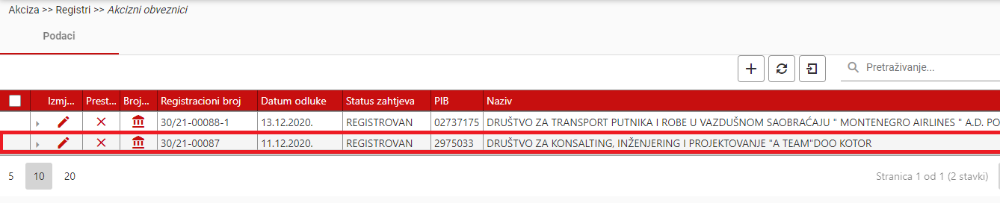 Akciza >> Registri >> Akcizni obveznici
Podaci
Pretraživanje...
Izmj... Prest... Broj... Registracioni broj Datum odluke Status zahtjeva PIB Naziv
30/21-00088-1 13.12.2020. REGISTROVAN 02737175 DRUŠTVO ZA TRANSPORT PUTNIKA I ROBE U VAZDUŠNOM SAOBRAĆAJU " MONTENEGRO AIRLINES " A.D. PO
30/21-00087 11.12.2020. REGISTROVAN 2975033 DRUŠTVO ZA KONSALTING, INŽENJERING I PROJEKTOVANJE "A TEAM"DOO KOTOR
5 10 20 Stranica 1 od 1 (2 stavki)